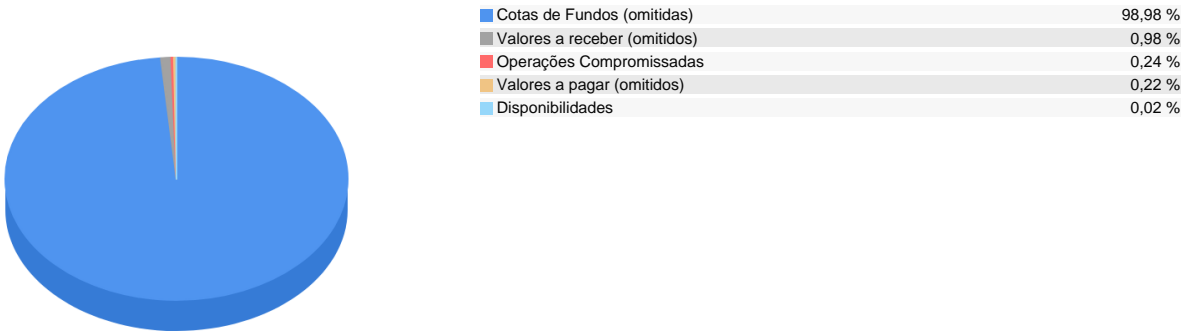 Cotas de Fundos (omitidas) 98,98 %
Valores a receber (omitidos) 0,98 %
Operações Compromissadas 0,24 %
Valores a pagar (omitidos) 0,22 %
Disponibilidades 0,02 %